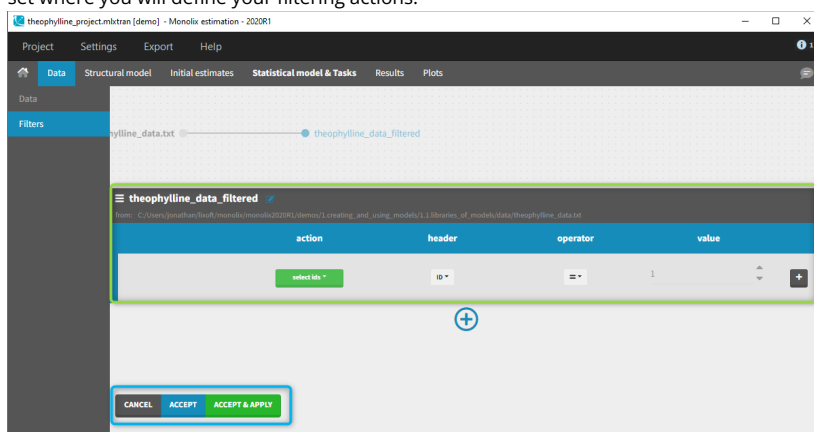 set where you will define your filtering actions.
theophylline_project.mlxtran [demo] - Monolix estimation - 2020R1
Project Settings Export Help
1
Data Structural model Initial estimates Statistical model & Tasks Results Plots
Data
Filters
hylline_data.txt theophylline_data_filtered
theophylline_data_filtered
from: C:/Users/jonathan/lixoft/monolix/monolix2020R1/demos/1.creating_and_using_models/1.1.libraries_of_models/data/theophylline_data.txt
action header operator value
select ids ID = 1 +
CANCEL ACCEPT ACCEPT & APPLY